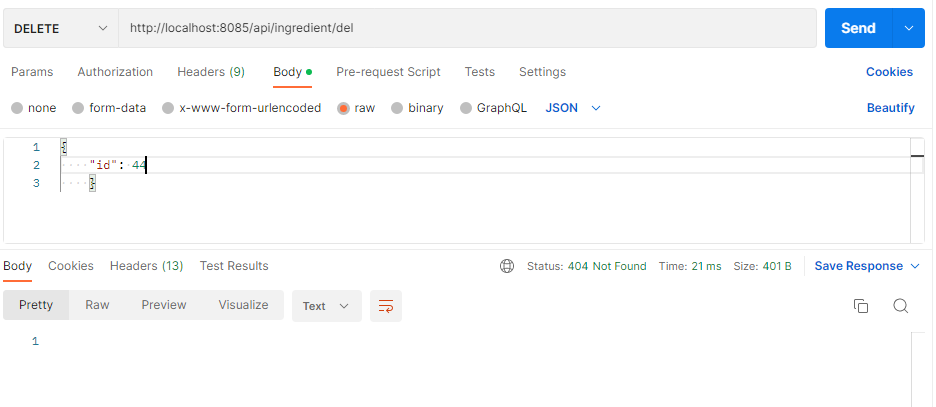 DELETE http://localhost:8085/api/ingredient/del Send
Params Authorization Headers (9) Body Pre-request Script Tests Settings Cookies
none form-data x-www-form-urlencoded raw binary GraphQL JSON Beautify
1 {
2 "id": 44
3 }
Body Cookies Headers (13) Test Results Status: 404 Not Found Time: 21 ms Size: 401 B Save Response
Pretty Raw Preview Visualize Text
1